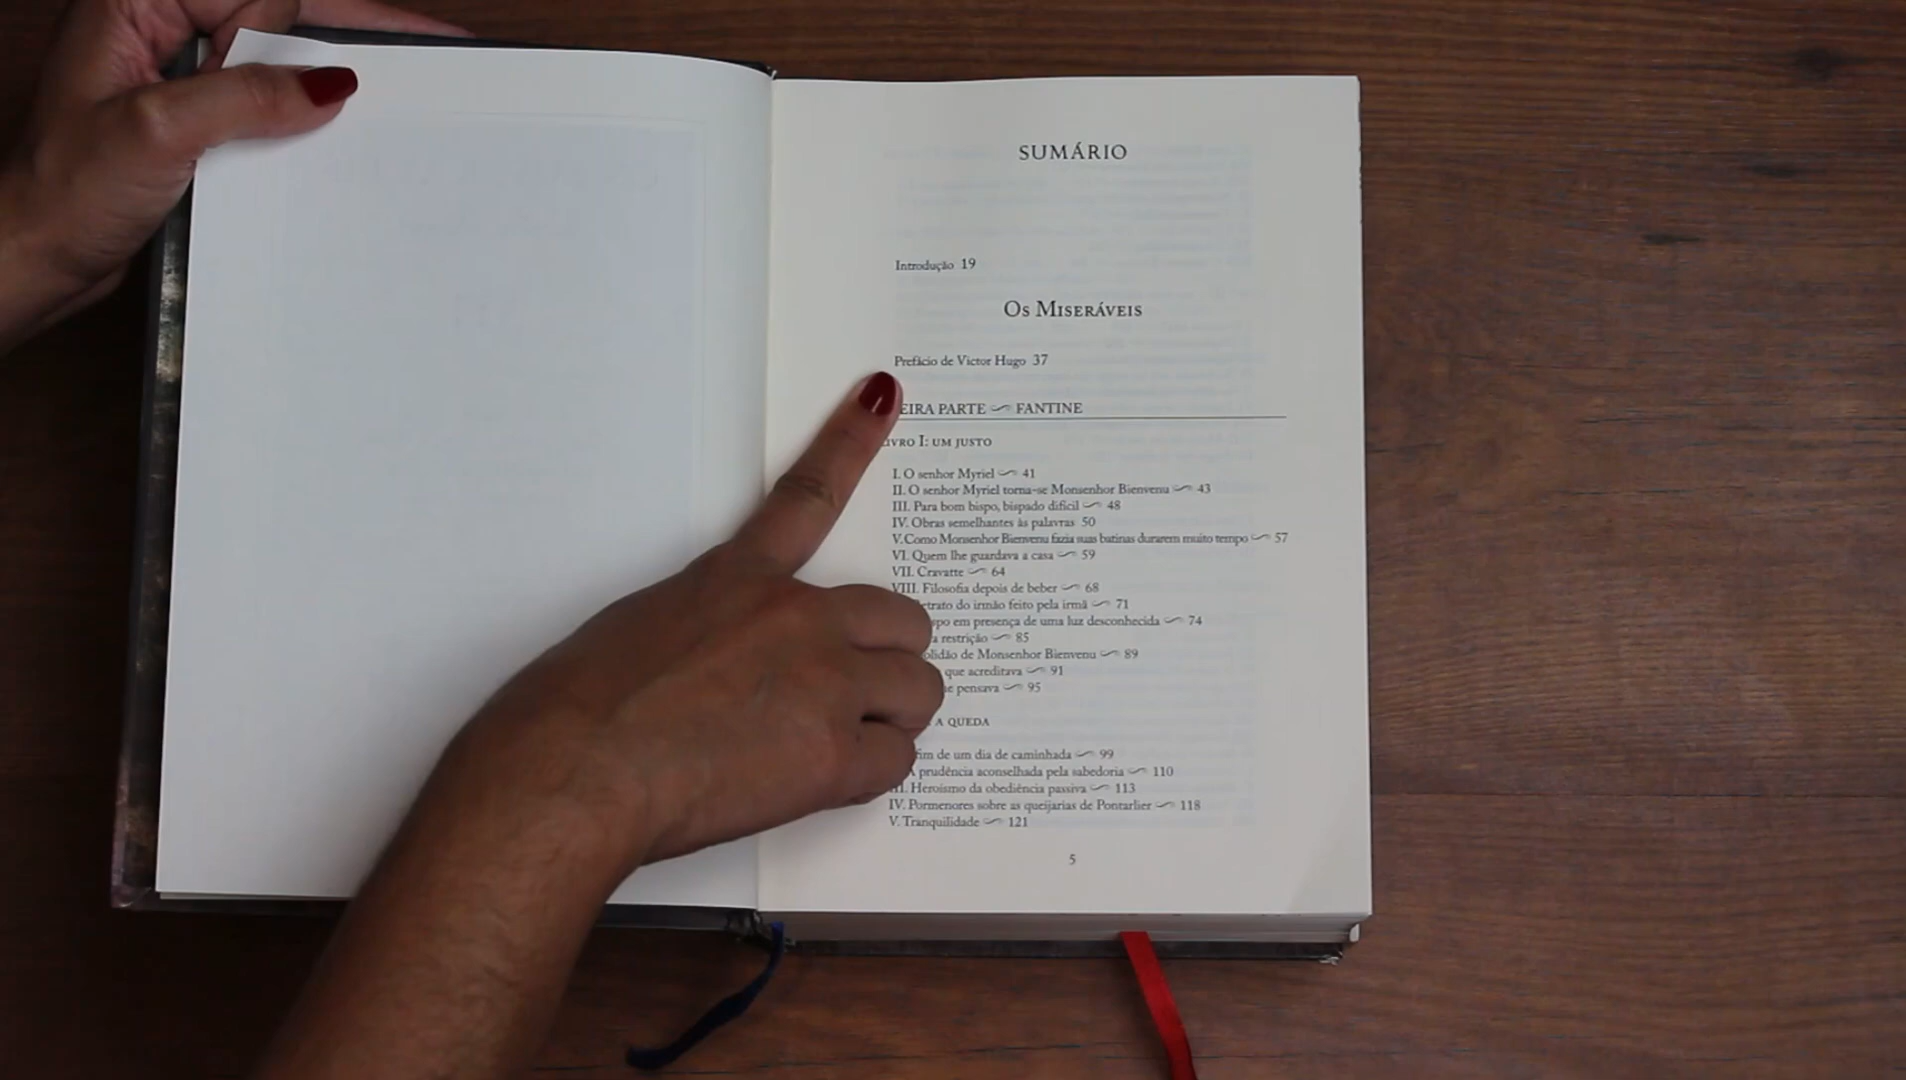 SUMÁRIO
Introdução 19
Os Miseráveis
Prefácio de Victor Hugo 37
EIRA PARTE ~ FANTINE
IVRO I: UM JUSTO
I. O senhor Myriel ~ 41
II. O senhor Myriel torna-se Monsenhor Bienvenu ~ 43
III. Para bom bispo, bispado difícil ~ 48
IV. Obras semelhantes às palavras 50
V. Como Monsenhor Bienvenu fazia suas batinas durarem muito tempo ~ 57
VI. Quem lhe guardava a casa ~ 59
VII. Cravatte ~ 64
VIII. Filosofia depois de beber ~ 68
etrato do irmão feito pela irmã ~ 71
spo em presença de uma luz desconhecida ~ 74
a restrição ~ 85
olidão de Monsenhor Bienvenu ~ 89
que acreditava ~ 91
e pensava ~ 95
A QUEDA
fim de um dia de caminhada ~ 99
A prudência aconselhada pela sabedoria ~ 110
III. Heroísmo da obediência passiva ~ 113
IV. Pormenores sobre as queijarias de Pontarlier ~ 118
V. Tranquilidade ~ 121
5